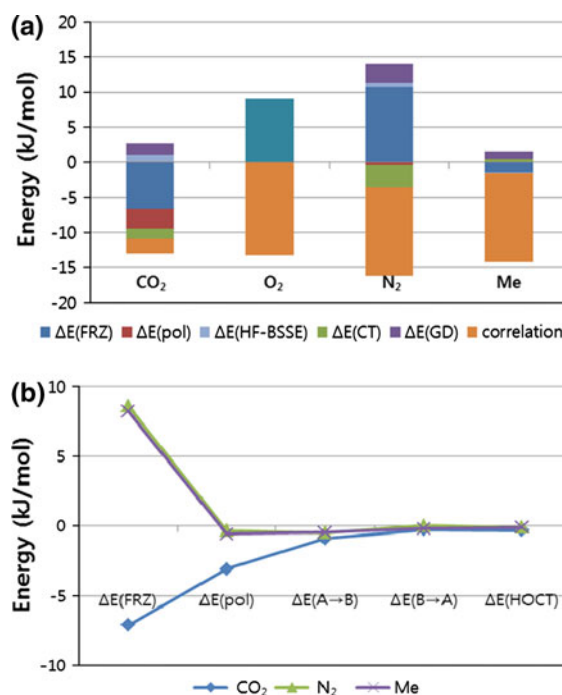 (a)
Energy (kJ/mol)
20
15
10
5
0
-5
-10
-15
-20
CO₂ O₂ N₂ Me
ΔE(FRZ) ΔE(pol) ΔE(HF-BSSE) ΔE(CT) ΔE(GD) correlation
(b)
Energy (kJ/mol)
10
5
0
-5
-10
ΔE(FRZ) ΔE(pol) ΔE(A→B) ΔE(B→A) ΔE(HOCT)
CO₂ N₂ Me